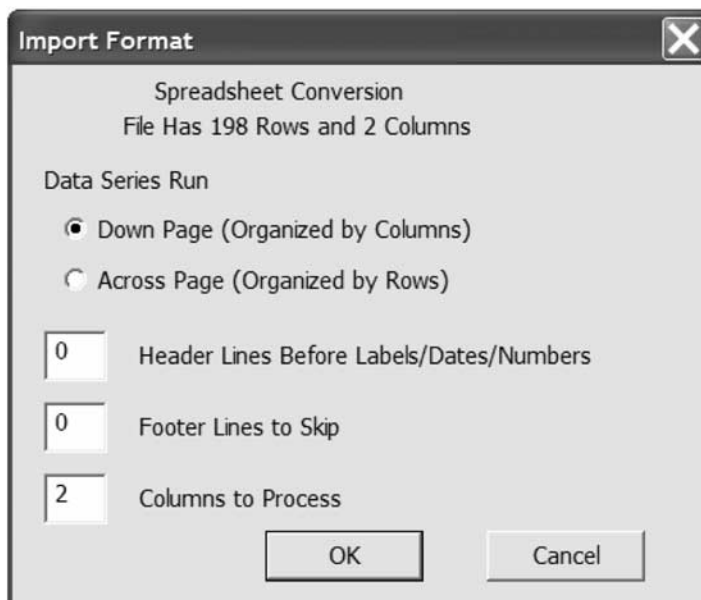 Import Format
Spreadsheet Conversion
File Has 198 Rows and 2 Columns
Data Series Run
Down Page (Organized by Columns)
Across Page (Organized by Rows)
0 Header Lines Before Labels/Dates/Numbers
0 Footer Lines to Skip
2 Columns to Process
OK Cancel